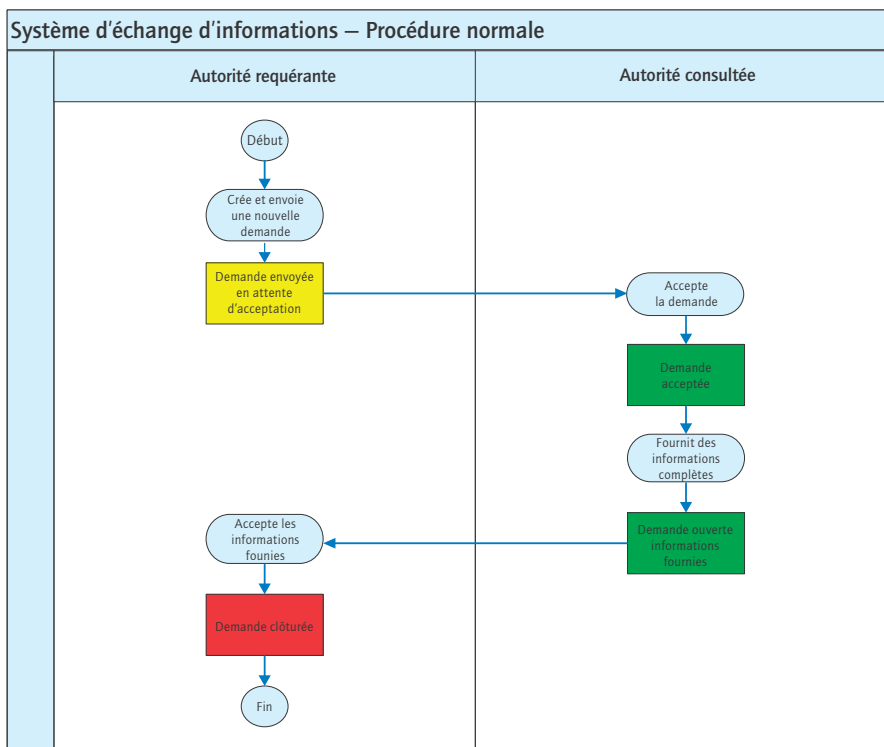 Système d'échange d'informations — Procédure normale
Autorité requérante
Autorité consultée
Début
Crée et envoie
une nouvelle
demande
Demande envoyée
en attente
d'acceptation
Accepte
la demande
Demande
acceptée
Fournit des
informations
complètes
Demande ouverte
informations
fournies
Accepte les
informations
founies
Demande clôturée
Fin